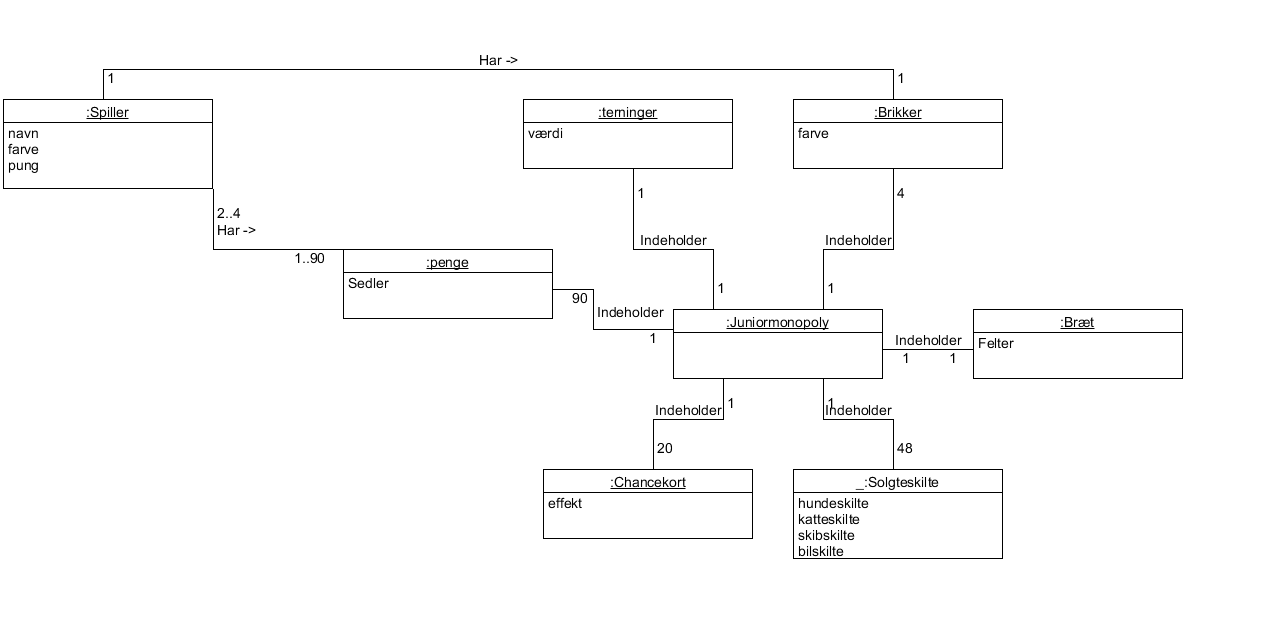 Har ->
1
1
:Spiller
navn
farve
pung
:terninger
værdi
:Brikker
farve
2..4
Har ->
1..90
:penge
Sedler
1
Indeholder
1
4
Indeholder
1
90
Indeholder
1
:Juniormonopoly
Indeholder
1
1
:Bræt
Felter
1
Indeholder
20
1
Indeholder
48
:Chancekort
effekt
_:Solgteskilte
hundeskilte
katteskilte
skibskilte
bilskilte